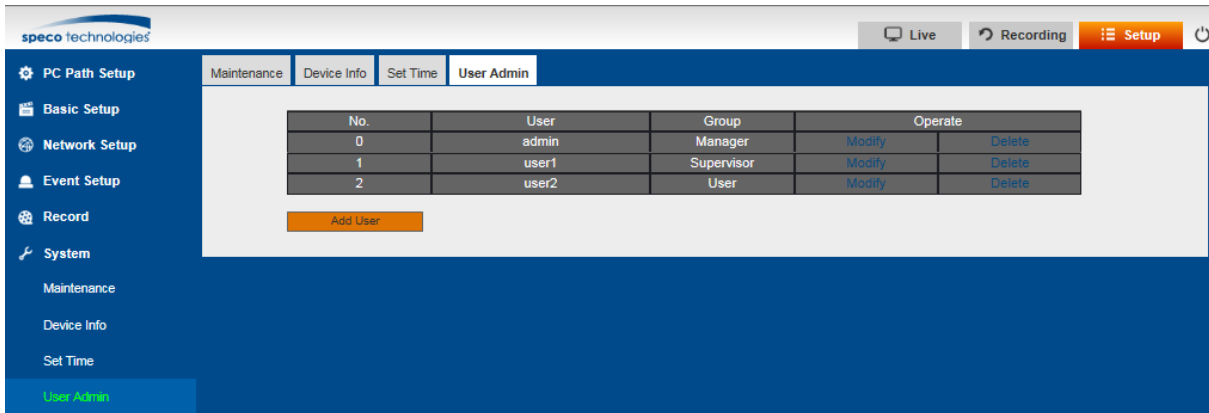 speco technologies
Live Recording Setup
PC Path Setup
Basic Setup
Network Setup
Event Setup
Record
System
Maintenance
Device Info
Set Time
User Admin
Maintenance Device Info Set Time User Admin
No. User Group Operate
0 admin Manager Modify Delete
1 user1 Supervisor Modify Delete
2 user2 User Modify Delete
Add User